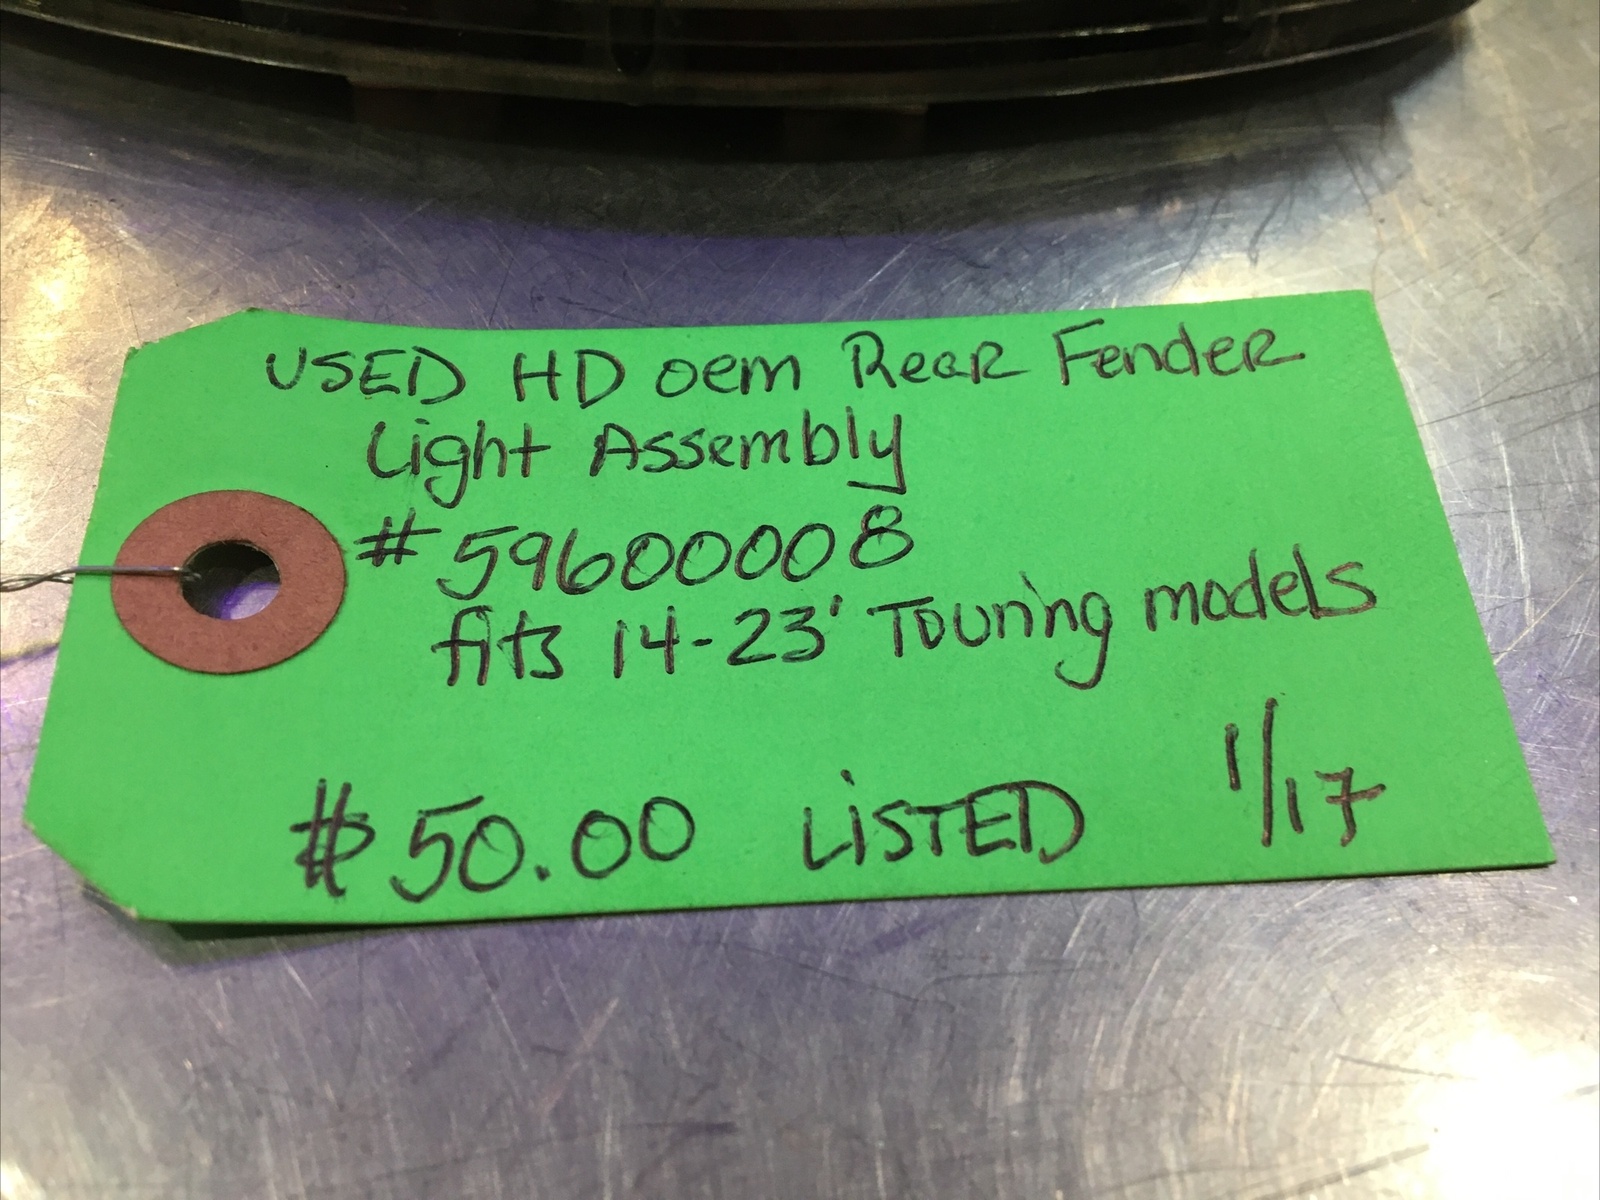 USED HD oem Rear Fender
Light Assembly
# 59600008
fits 14-23' Touring models
$50.00 LiSTED 1/17